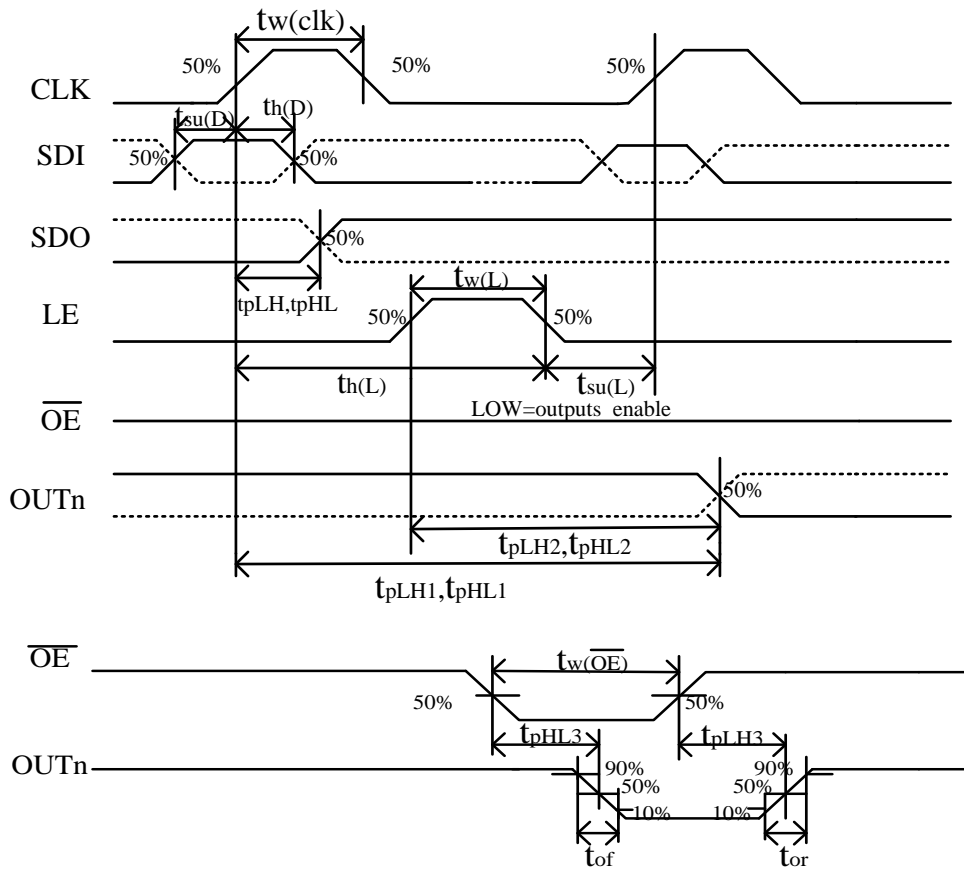 tw(clk)
50% 50% 50%
CLK
tsu(D) th(D)
SDI
50% 50%
SDO
50%
tpLH,tpHL
tw(L)
LE
50% 50%
th(L) tsu(L)
LOW=outputs enable
OE
OUTn
50%
tpLH2,tpHL2
tpLH1,tpHL1
OE
tw(OE)
50% 50%
tpHL3 tpLH3
OUTn
90% 90%
50% 50%
10% 10%
tof tor